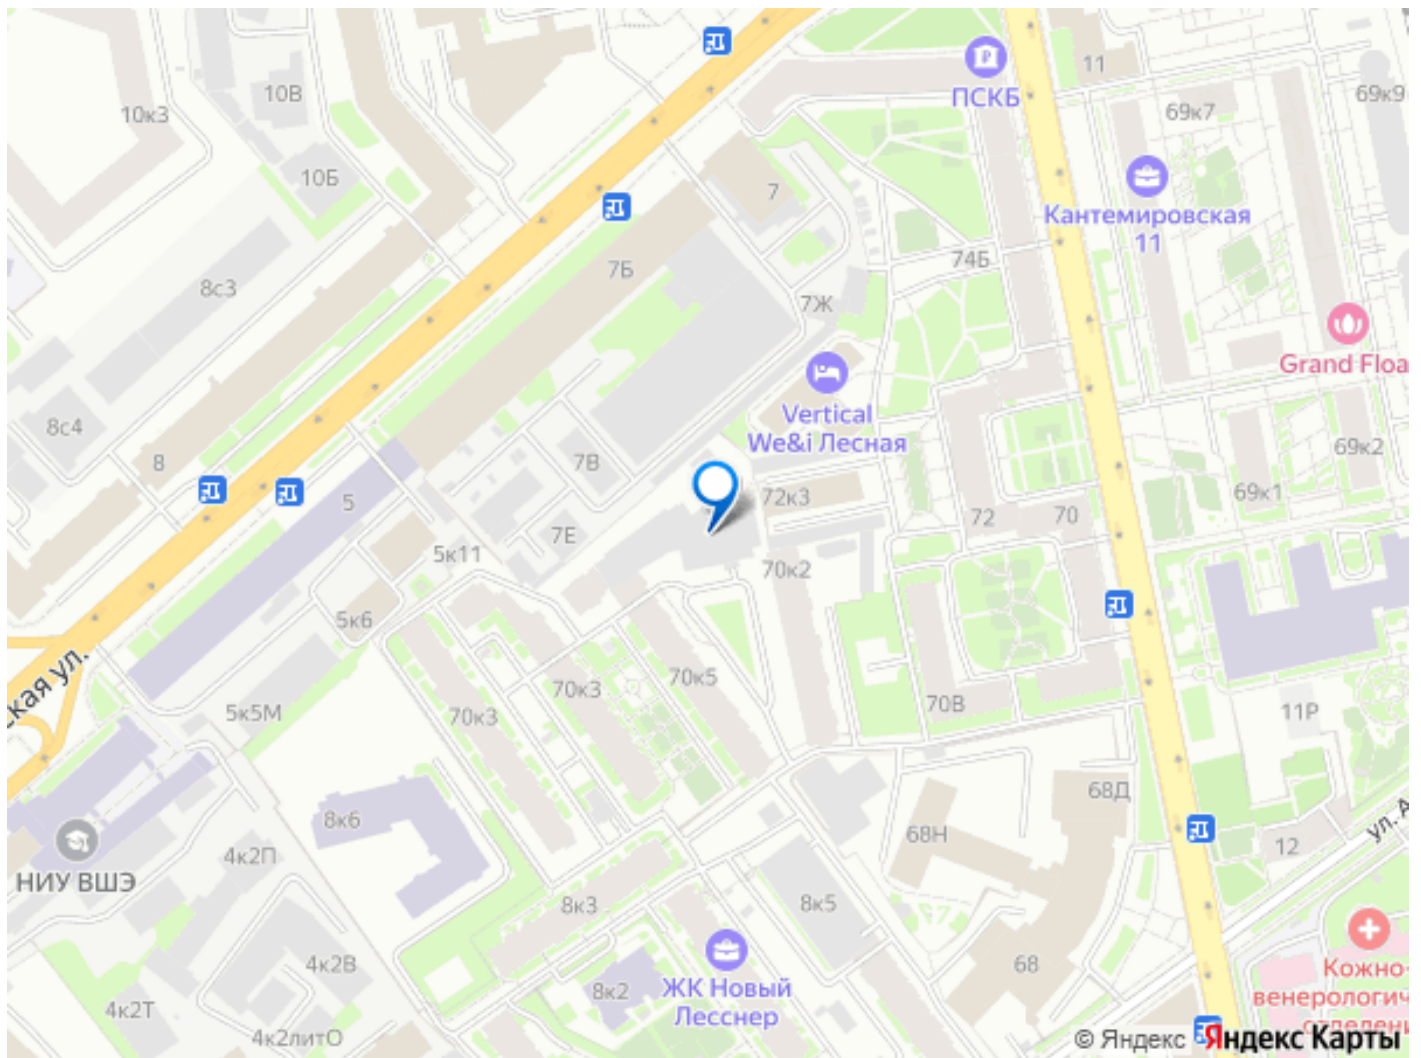 ПСКБ
11
69к7
69к9
10В
10к3
10Б
7
Кантемировская
11
8с3
7Б
74Б
7Ж
Grand Floa
Vertical
We&i Лесная
8с4
8
7В
69к2
69к1
72к3
72
70
5
7Е
5к11
70к2
5к6
ская ул.
70к3
70к5
70к3
70В
5к5М
11Р
68Д
8к6
68Н
ул. А
12
4к2П
НИУ ВШЭ
8к3
8к5
4к2В
68
Кожно-
венерологич
отделени
8к2
ЖК Новый
Лесснер
4к2Т
4к2литО
© Яндекс
Яндекс Карты